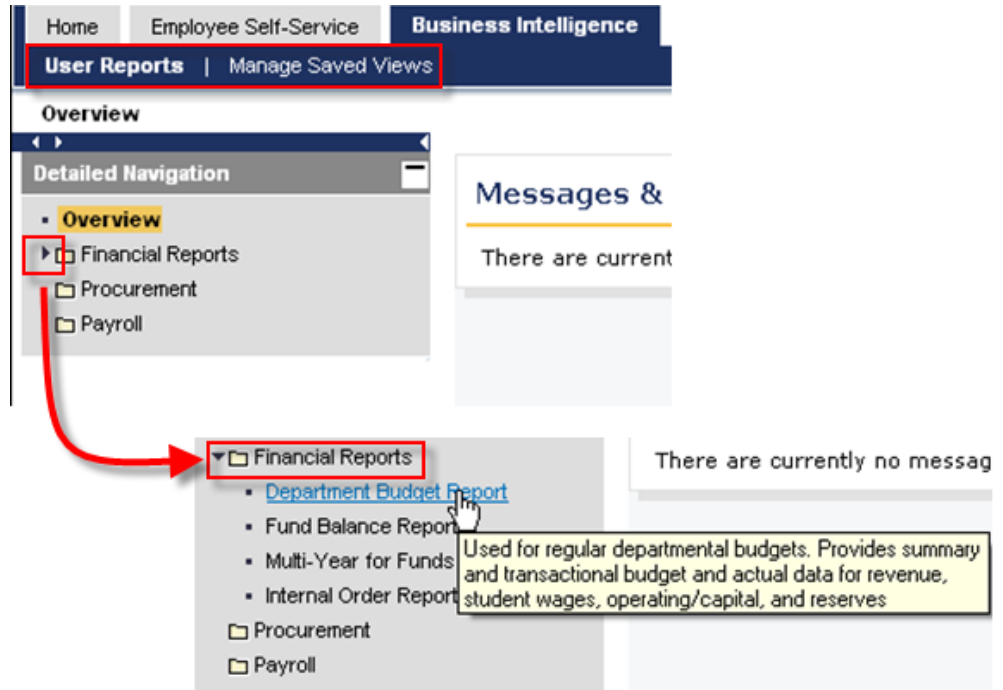 Home Employee Self-Service Business Intelligence
User Reports | Manage Saved Views
Overview
Detailed Navigation
Overview
Financial Reports
Procurement
Payroll
Messages &
There are current
Financial Reports
Department Budget Report
Fund Balance Report
Multi-Year for Funds
Internal Order Report
Procurement
Payroll
There are currently no messag
Used for regular departmental budgets. Provides summary
and transactional budget and actual data for revenue,
student wages, operating/capital, and reserves